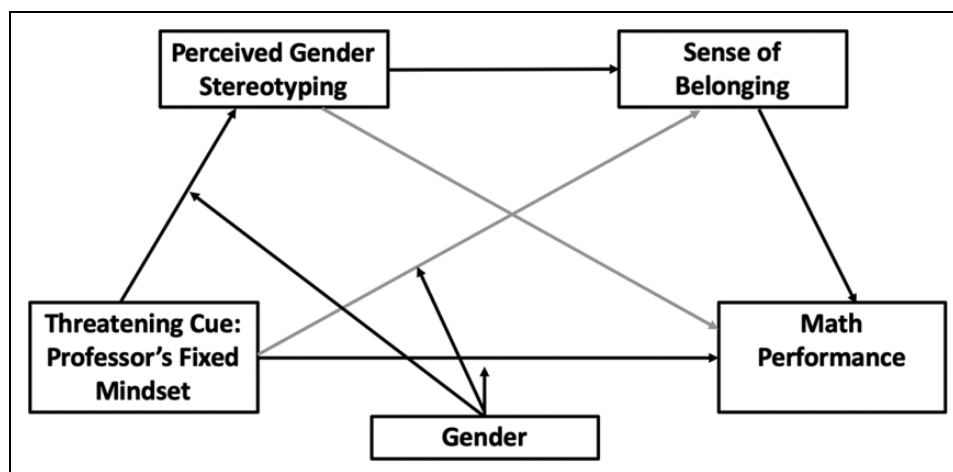 Perceived Gender
Stereotyping
Sense of
Belonging
Threatening Cue:
Professor’s Fixed
Mindset
Math
Performance
Gender